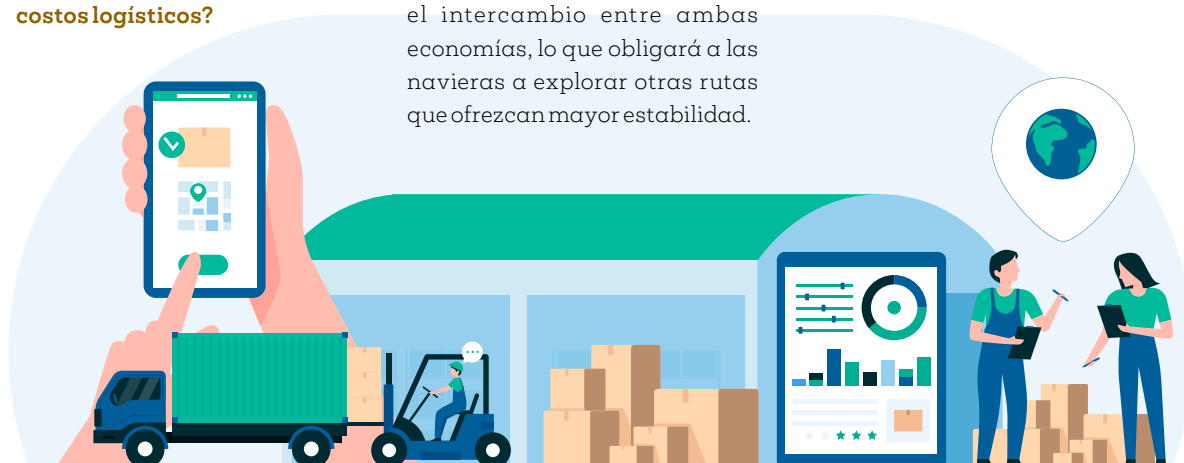 costos logísticos?
el intercambio entre ambas
economías, lo que obligará a las
navieras a explorar otras rutas
que ofrezcan mayor estabilidad.